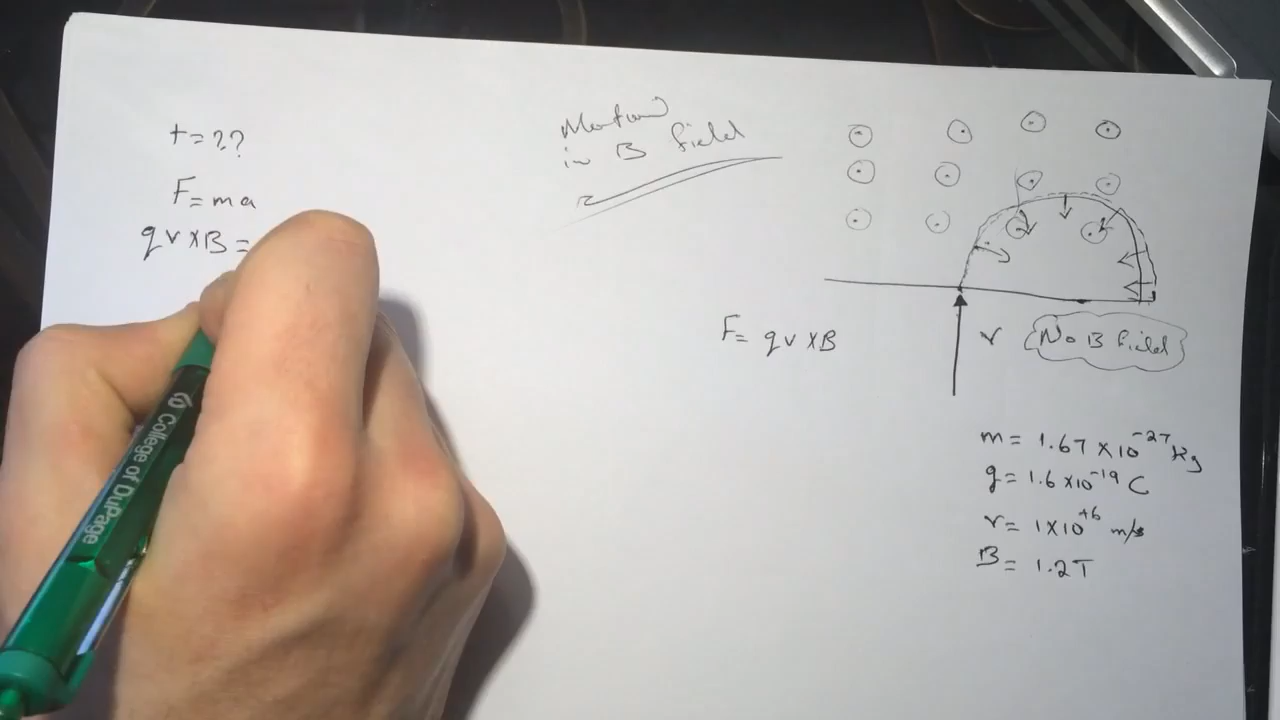 t=??
F=ma
qv×B=
Motion
in B field
F= qv×B
v
No B field
m= 1.67×10⁻²⁷ kg
q= 1.6×10⁻¹⁹ C
v= 1×10⁺⁶ m/s
B= 1.2T
College of DuPage